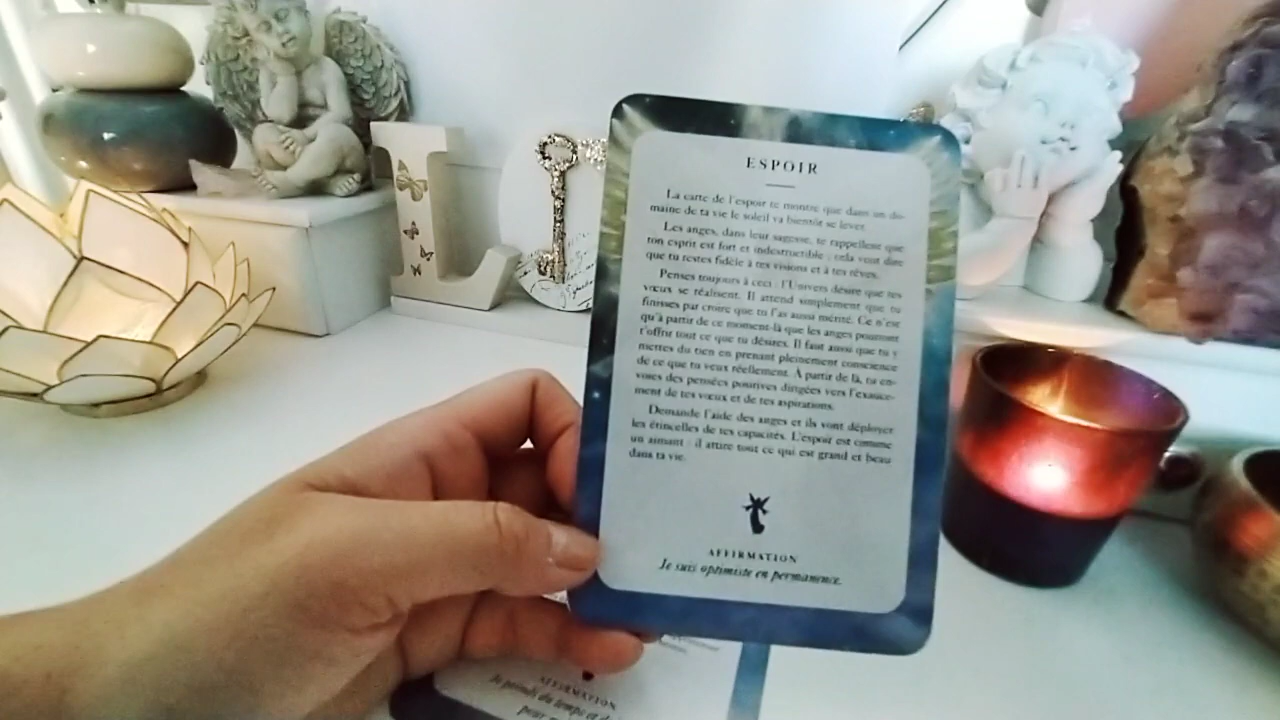 ESPOIR
La carte de l'espoir te montre que dans un do-
maine de ta vie le soleil va bientôt se lever.
Les anges, dans leur sagesse, te rappellent que
ton esprit est fort et indestructible : cela veut dire
que tu restes fidèle à tes visions et à tes rêves.
Penses toujours à ceci : l'Univers désire que tes
vœux se réalisent. Il attend simplement que tu
finisses par croire que tu l'as aussi mérité. Ce n'est
qu'à partir de ce moment-là que les anges pourront
t'offrir tout ce que tu désires. Il faut aussi que tu y
mettes du tien en prenant pleinement conscience
de ce que tu veux réellement. À partir de là, tu en-
voies des pensées positives dirigées vers l'exauce-
ment de tes vœux et de tes aspirations.
Demande l'aide des anges et ils vont déployer
les étincelles de tes capacités. L'espoir est comme
un aimant : il attire tout ce qui est grand et beau
dans ta vie.
AFFIRMATION
Je suis optimiste en permanence.
L
AFFIRMATION
Je prends du temps et d
pour